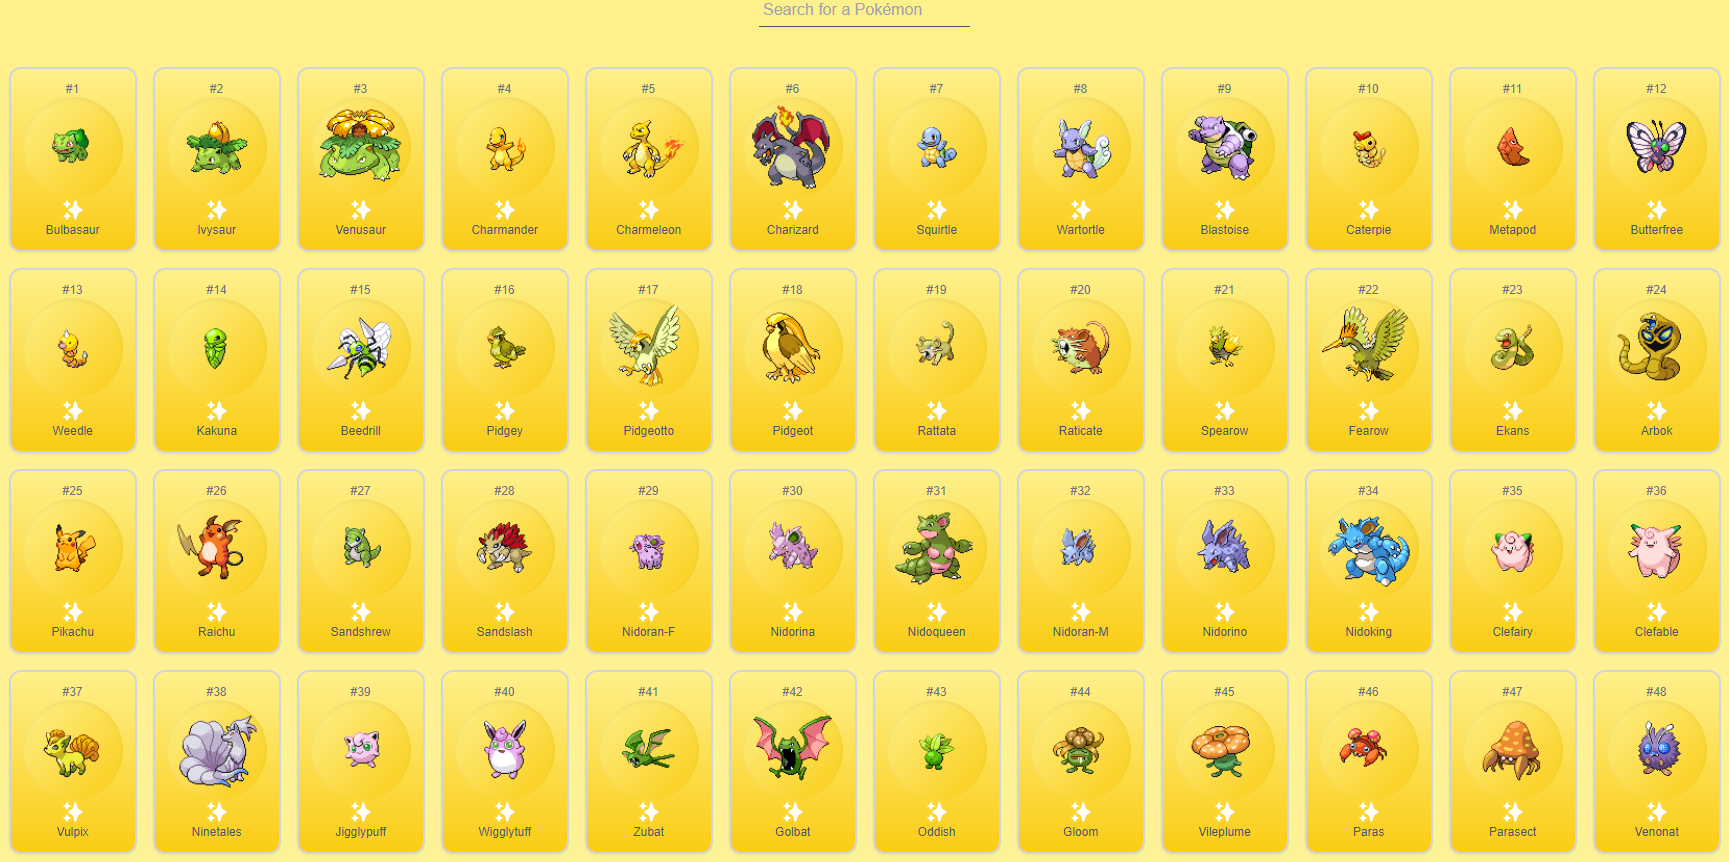 Search for a Pokémon
#1 #2 #3 #4 #5 #6 #7 #8 #9 #10 #11 #12
Bulbasaur Ivysaur Venusaur Charmander Charmeleon Charizard Squirtle Wartortle Blastoise Caterpie Metapod Butterfree
#13 #14 #15 #16 #17 #18 #19 #20 #21 #22 #23 #24
Weedle Kakuna Beedrill Pidgey Pidgeotto Pidgeot Rattata Raticate Spearow Fearow Ekans Arbok
#25 #26 #27 #28 #29 #30 #31 #32 #33 #34 #35 #36
Pikachu Raichu Sandshrew Sandslash Nidoran-F Nidorina Nidoqueen Nidoran-M Nidorino Nidoking Clefairy Clefable
#37 #38 #39 #40 #41 #42 #43 #44 #45 #46 #47 #48
Vulpix Ninetales Jigglypuff Wigglytuff Zubat Golbat Oddish Gloom Vileplume Paras Parasect Venonat